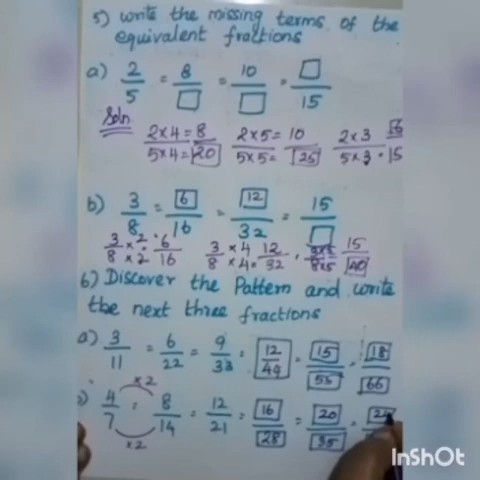 5) Write the missing terms of the
equivalent fractions
a) 2/5 = 8/□ = 10/□ = □/15
Soln
2×4=8/5×4=20 2×5=10/5×5=25 2×3 6/5×3=15
b) 3/8 = 6/16 = 12/32 = 15/□
3/8 × 2/2 = 6/16 3/8 × 4/4 = 12/32, 3×5/8×5 15/40
6) Discover the Pattern and write
the next three fractions
a) 3/11 = 6/22 = 9/33 = 12/44 = 15/55 = 18/66
×2
4/7 = 8/14 = 12/21 = 16/28 = 20/35 =
×2
InShOt